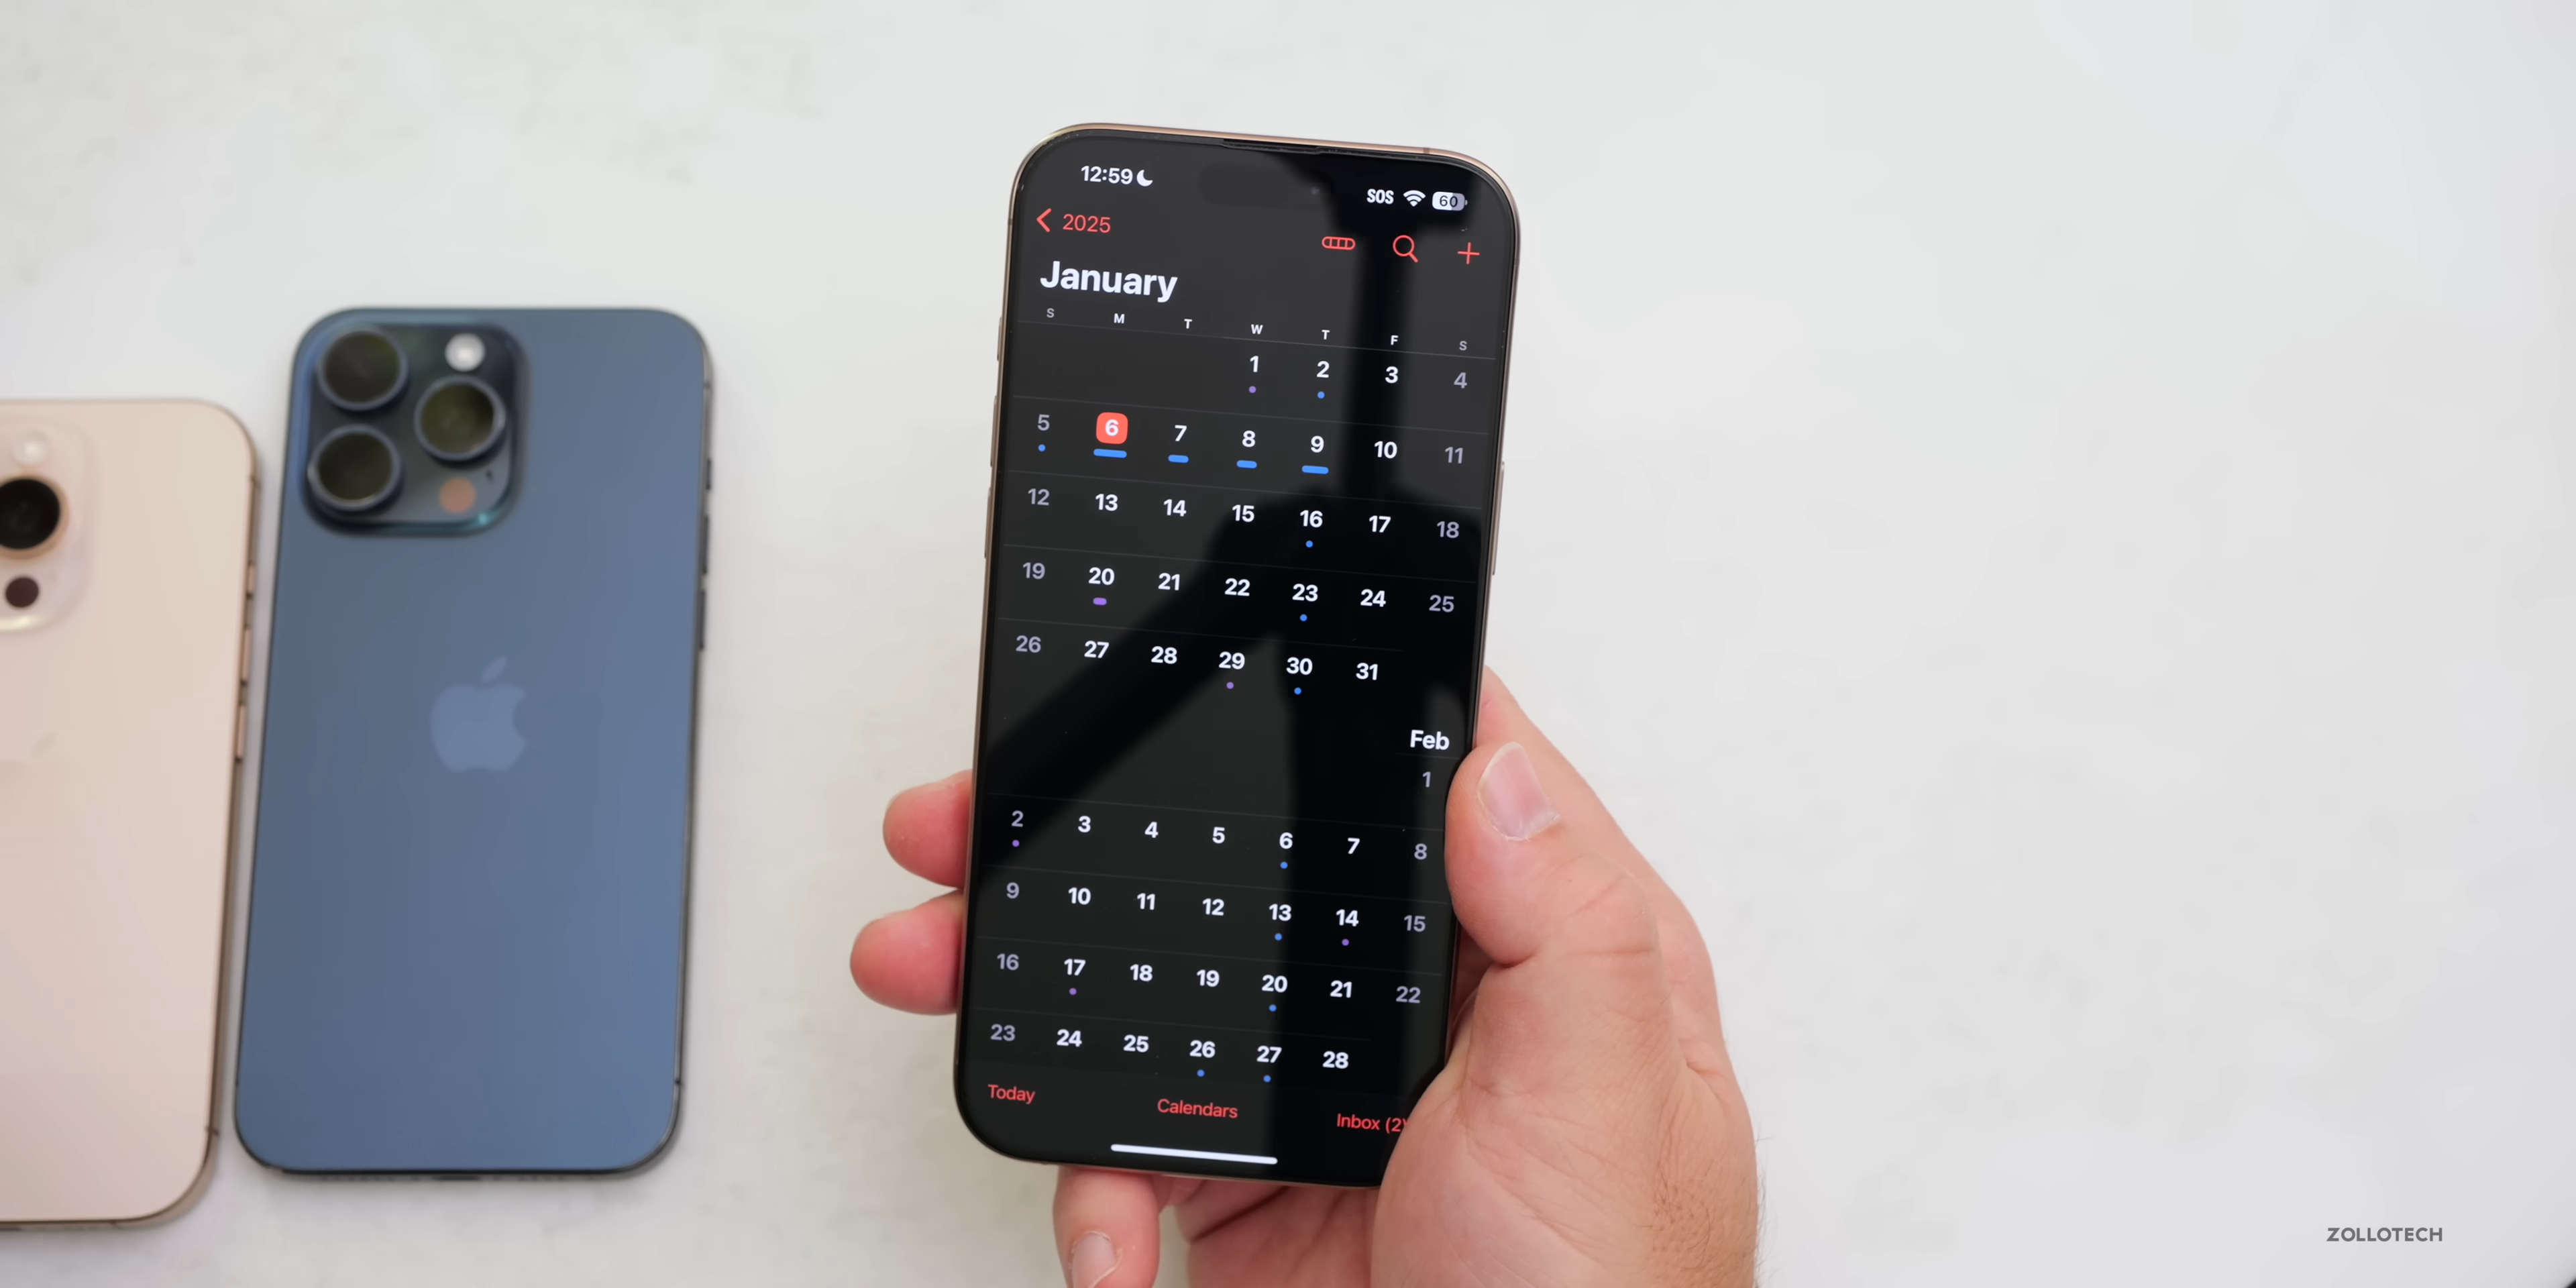 12:59
SOS 60
2025
January
S M T W T F S
1 2 3 4
5 6 7 8 9 10 11
12 13 14 15 16 17 18
19 20 21 22 23 24 25
26 27 28 29 30 31
Feb
1
2 3 4 5 6 7 8
9 10 11 12 13 14 15
16 17 18 19 20 21 22
23 24 25 26 27 28
Today Calendars Inbox (2)
ZOLLOTECH